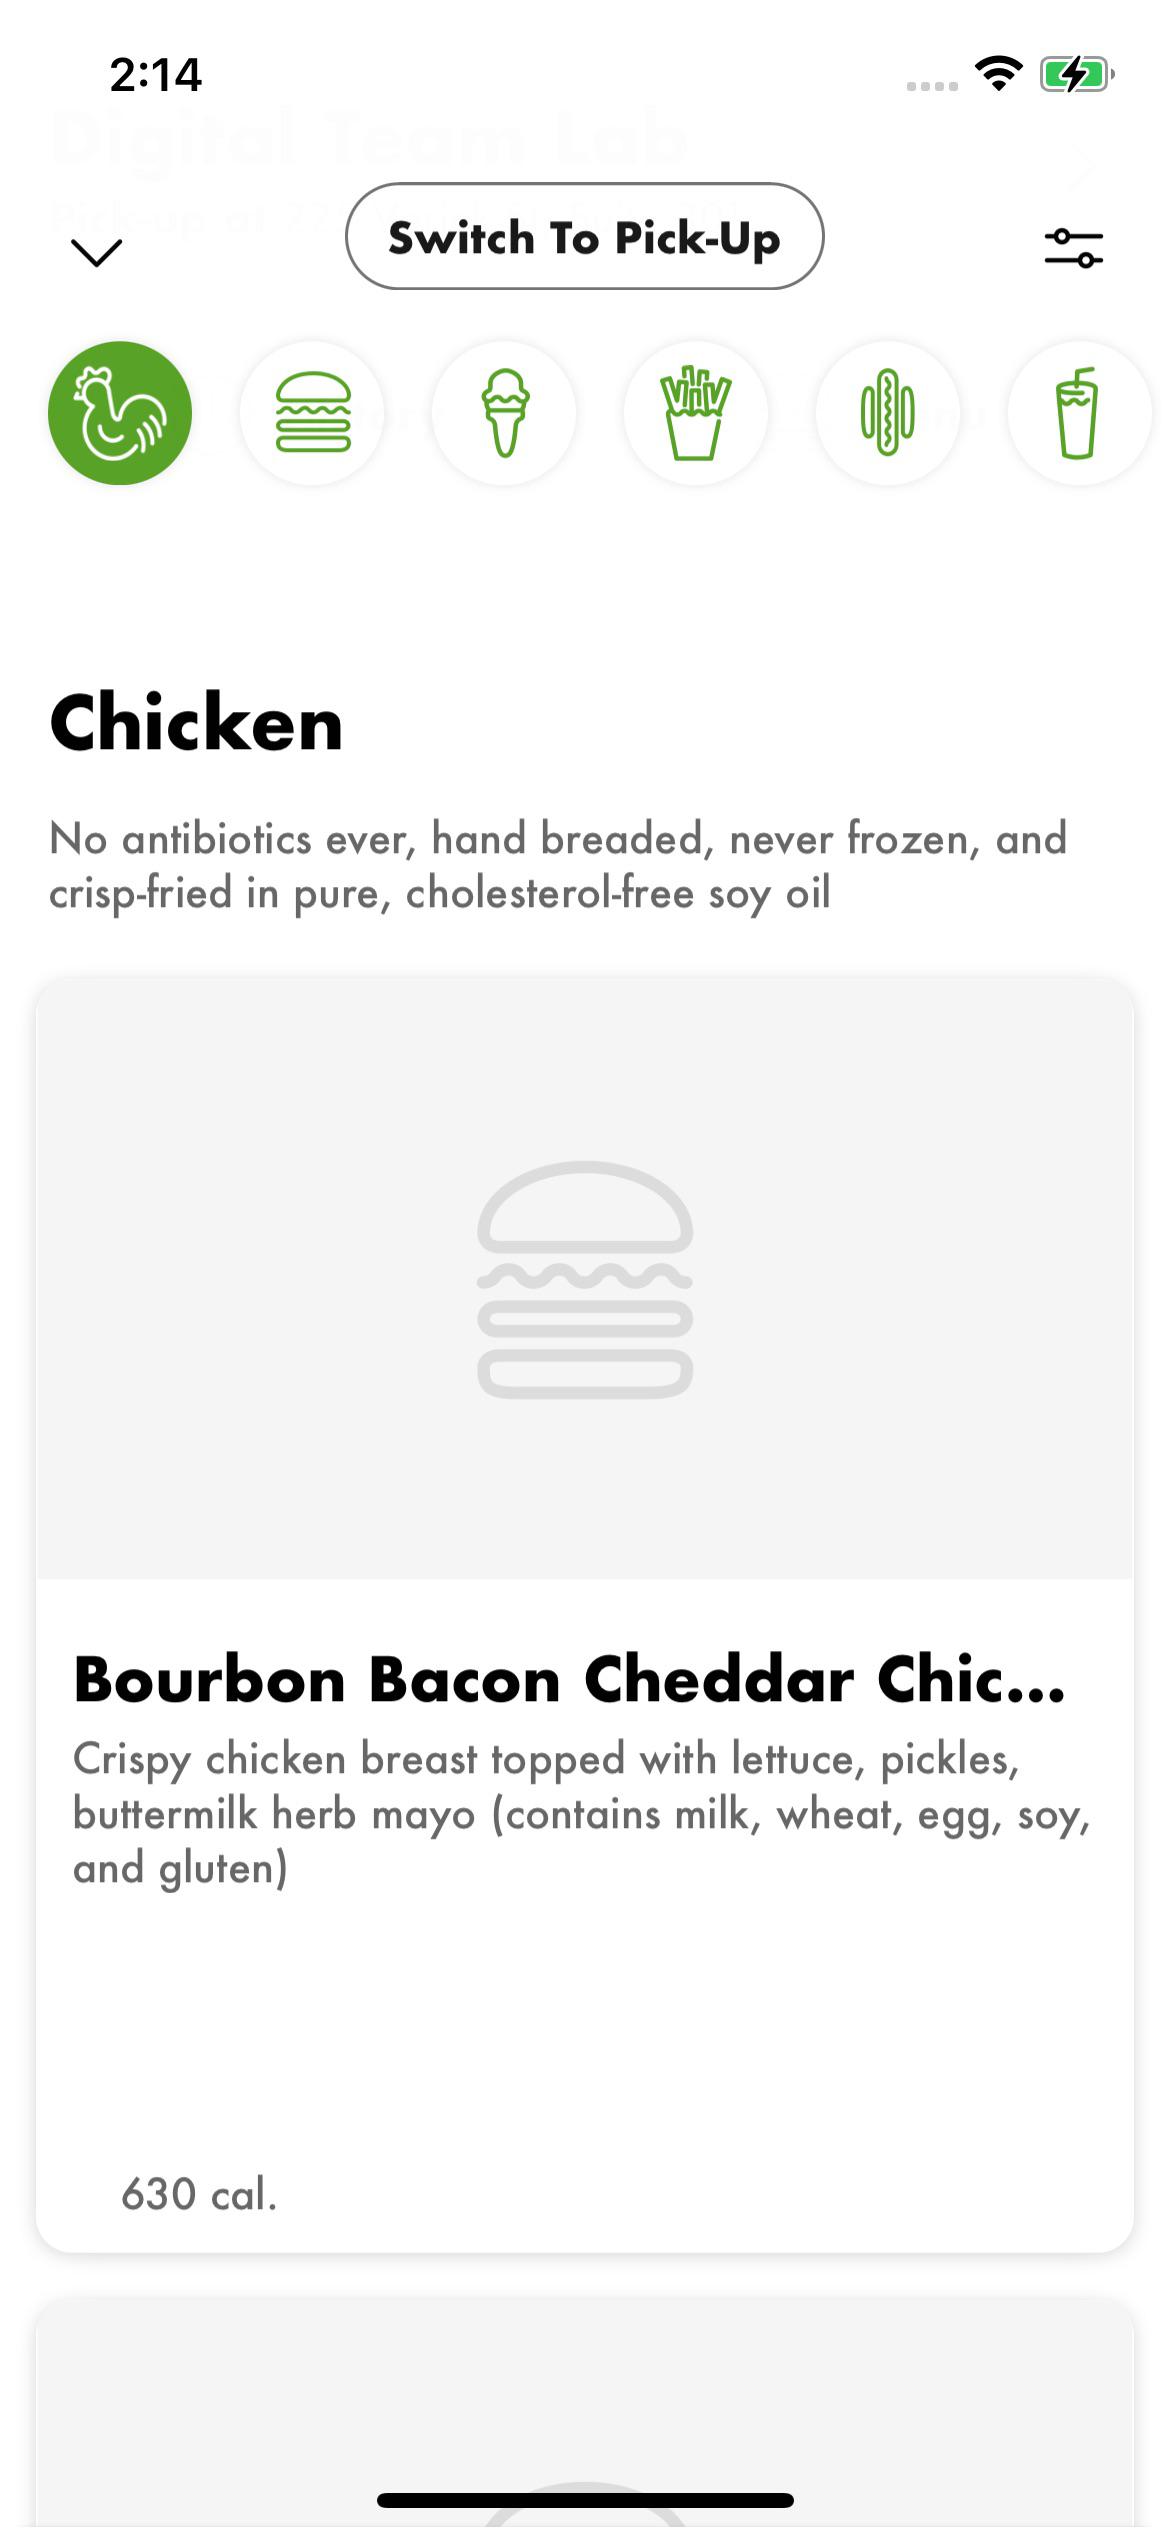 2:14
Digital Team Lab
Pick-up at
Switch To Pick-Up
Chicken
No antibiotics ever, hand breaded, never frozen, and
crisp-fried in pure, cholesterol-free soy oil
Bourbon Bacon Cheddar Chic...
Crispy chicken breast topped with lettuce, pickles,
buttermilk herb mayo (contains milk, wheat, egg, soy,
and gluten)
630 cal.